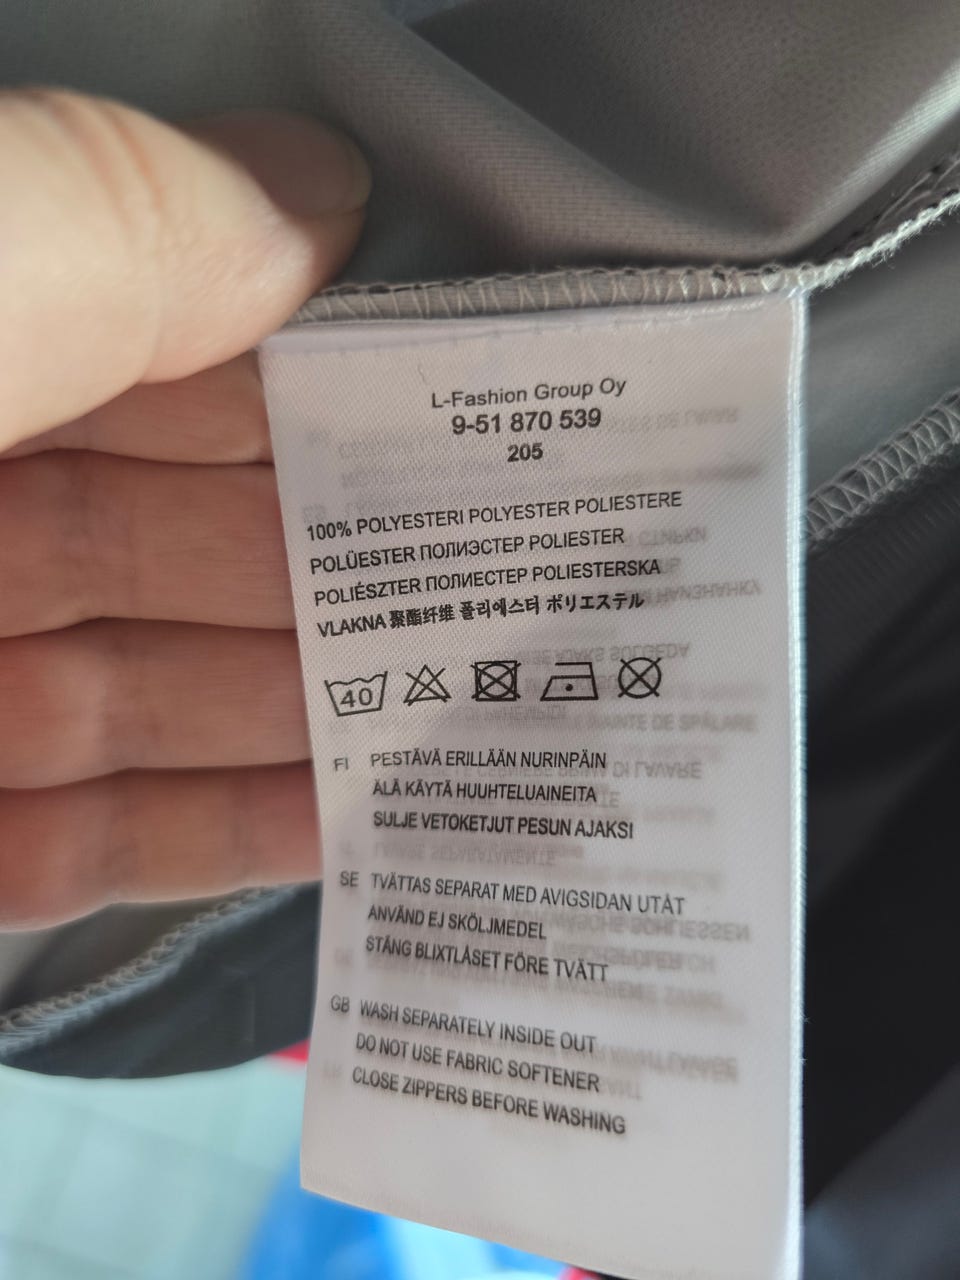 L-Fashion Group Oy
9-51 870 539
205
100% POLYESTERI POLYESTER POLIESTERE
POLÜESTER ПОЛИЭСТЕР POLIESTER
POLIÉSZTER ПОЛИЕСТЕР POLIESTERSKA
VLAKNA 聚酯纤维 폴리에스터 ポリエステル
40
FI PESTÄVÄ ERILLÄÄN NURINPÄIN
ÄLÄ KÄYTÄ HUUHTELUAINEITA
SULJE VETOKETJUT PESUN AJAKSI
SE TVÄTTAS SEPARAT MED AVIGSIDAN UTÅT
ANVÄND EJ SKÖLJMEDEL
STÄNG BLIXTLÅSET FÖRE TVÄTT
GB WASH SEPARATELY INSIDE OUT
DO NOT USE FABRIC SOFTENER
CLOSE ZIPPERS BEFORE WASHING